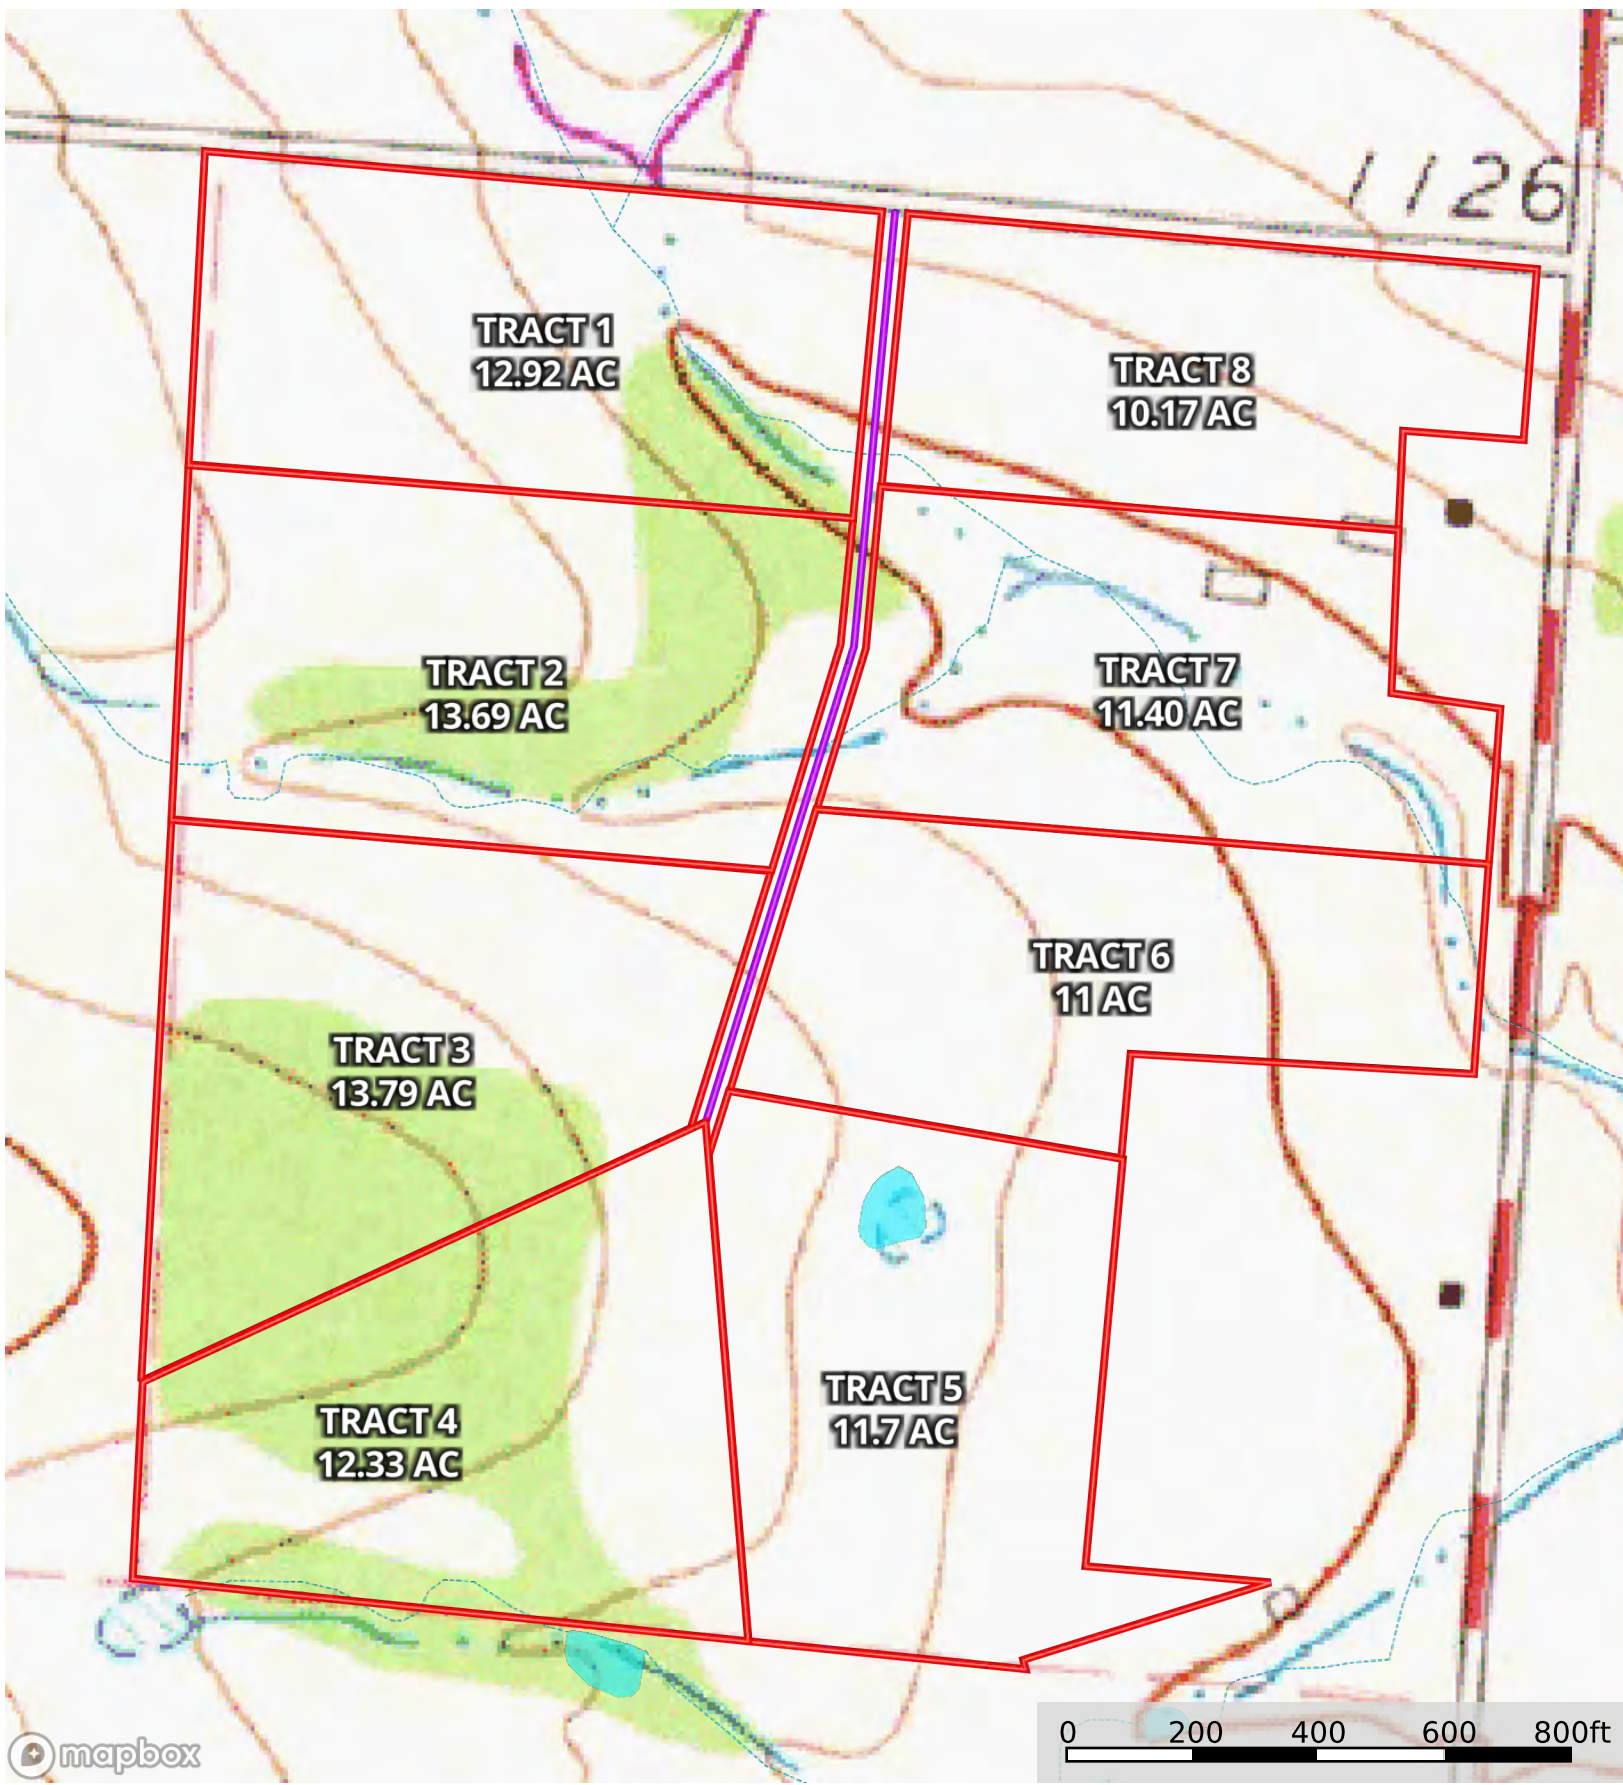 1126
TRACT 1
12.92 AC
TRACT 8
10.17 AC
TRACT 2
13.69 AC
TRACT 7
11.40 AC
TRACT 6
11 AC
TRACT 3
13.79 AC
TRACT 5
11.7 AC
TRACT 4
12.33 AC
0 200 400 600 800ft
mapbox